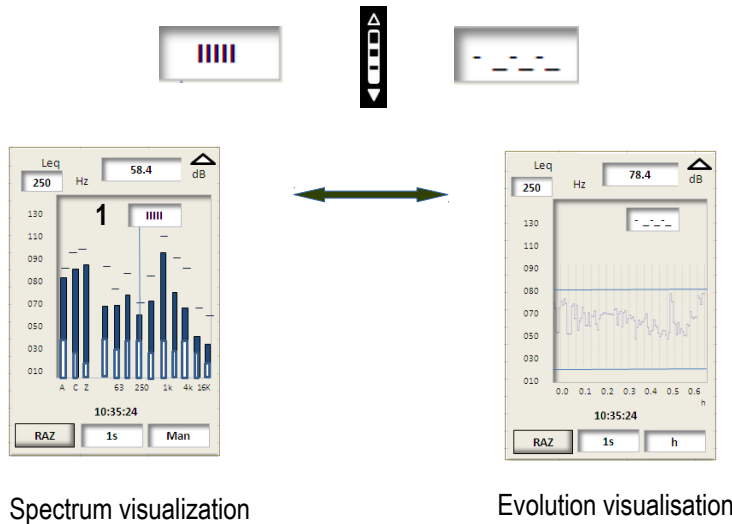 IIIII
- _-_-_
Leq
58.4
dB
250
Hz
130
1
IIIII
110
090
080
070
050
030
010
A C Z 63 250 1k 4k 16K
10:35:24
RAZ
1s
Man
Spectrum visualization
Leq
78.4
dB
250
Hz
130
- _-_-_
110
090
080
070
050
030
010
0.0 0.1 0.2 0.3 0.4 0.5 0.6
h
10:35:24
RAZ
1s
h
Evolution visualisation